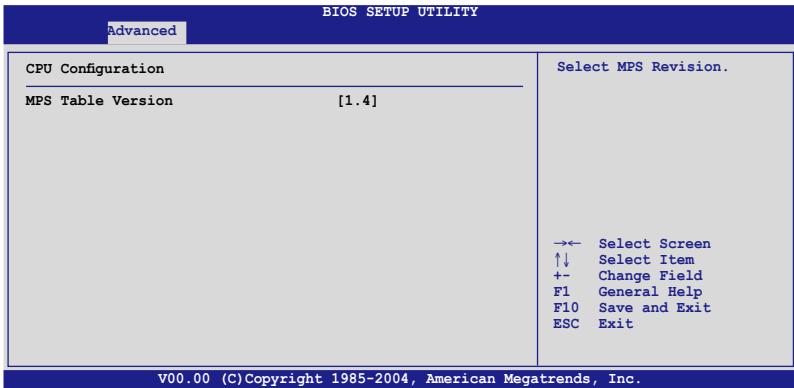 BIOS SETUP UTILITY
Advanced
CPU Configuration
MPS Table Version [1.4]
Select MPS Revision.
→← Select Screen
↑↓ Select Item
+- Change Field
F1 General Help
F10 Save and Exit
ESC Exit
V00.00 (C)Copyright 1985-2004, American Megatrends, Inc.